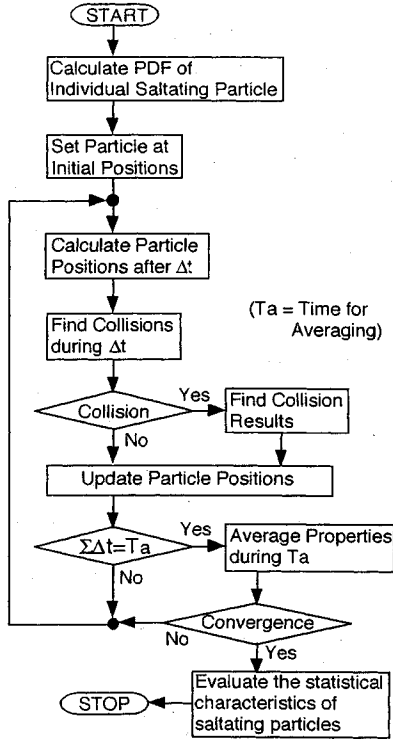 START
Calculate PDF of
Individual Saltating Particle
Set Particle at
Initial Positions
Calculate Particle
Positions after Δt
Find Collisions
during Δt
(Ta = Time for
Averaging)
Collision
Yes
No
Find Collision
Results
Update Particle Positions
ΣΔt=Ta
Yes
No
Average Properties
during Ta
Convergence
No
Yes
Evaluate the statistical
characteristics of
saltating particles
STOP